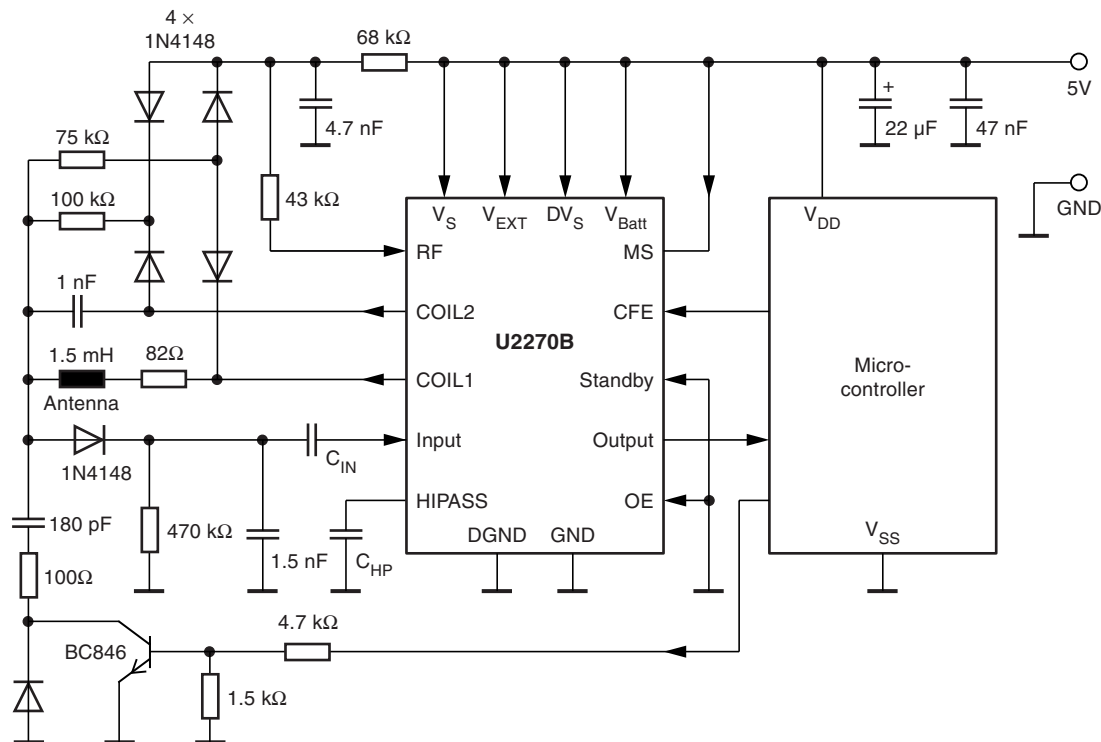 4 ×
1N4148
68 kΩ
5V
4.7 nF
22 µF
+
47 nF
75 kΩ
100 kΩ
43 kΩ
GND
V_S
V_EXT
DV_S
V_Batt
V_DD
RF
MS
1 nF
COIL2
CFE
U2270B
1.5 mH
82Ω
COIL1
Standby
Micro-
controller
Antenna
Input
Output
1N4148
C_IN
HIPASS
OE
180 pF
470 kΩ
1.5 nF
C_HP
DGND
GND
V_SS
100Ω
4.7 kΩ
BC846
1.5 kΩ